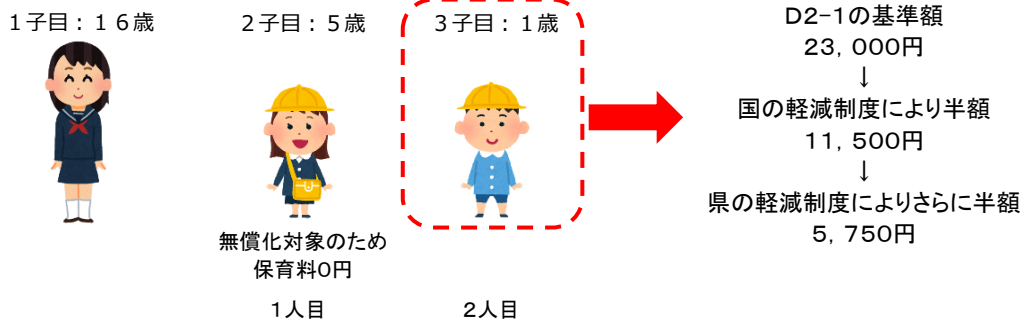 1子目：１６歳
２子目：５歳
３子目：１歳
無償化対象のため
保育料0円
１人目
２人目
Ｄ２−１の基準額
２３，０００円
↓
国の軽減制度により半額
１１，５００円
↓
県の軽減制度によりさらに半額
５，７５０円